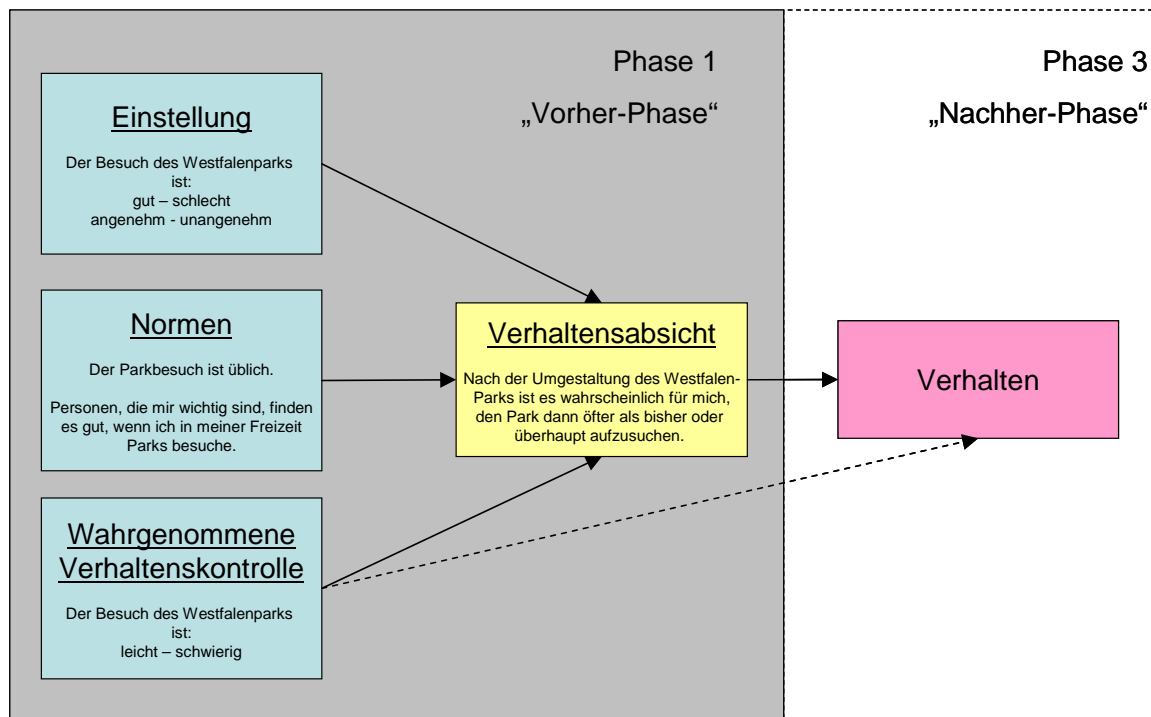 Phase 1
„Vorher-Phase“
Phase 3
„Nachher-Phase“
Einstellung
Der Besuch des Westfalenparks
ist:
gut – schlecht
angenehm - unangenehm
Normen
Der Parkbesuch ist üblich.
Personen, die mir wichtig sind, finden
es gut, wenn ich in meiner Freizeit
Parks besuche.
Wahrgenommene
Verhaltenskontrolle
Der Besuch des Westfalenparks
ist:
leicht – schwierig
Verhaltensabsicht
Nach der Umgestaltung des Westfalen-
Parks ist es wahrscheinlich für mich,
den Park dann öfter als bisher oder
überhaupt aufzusuchen.
Verhalten